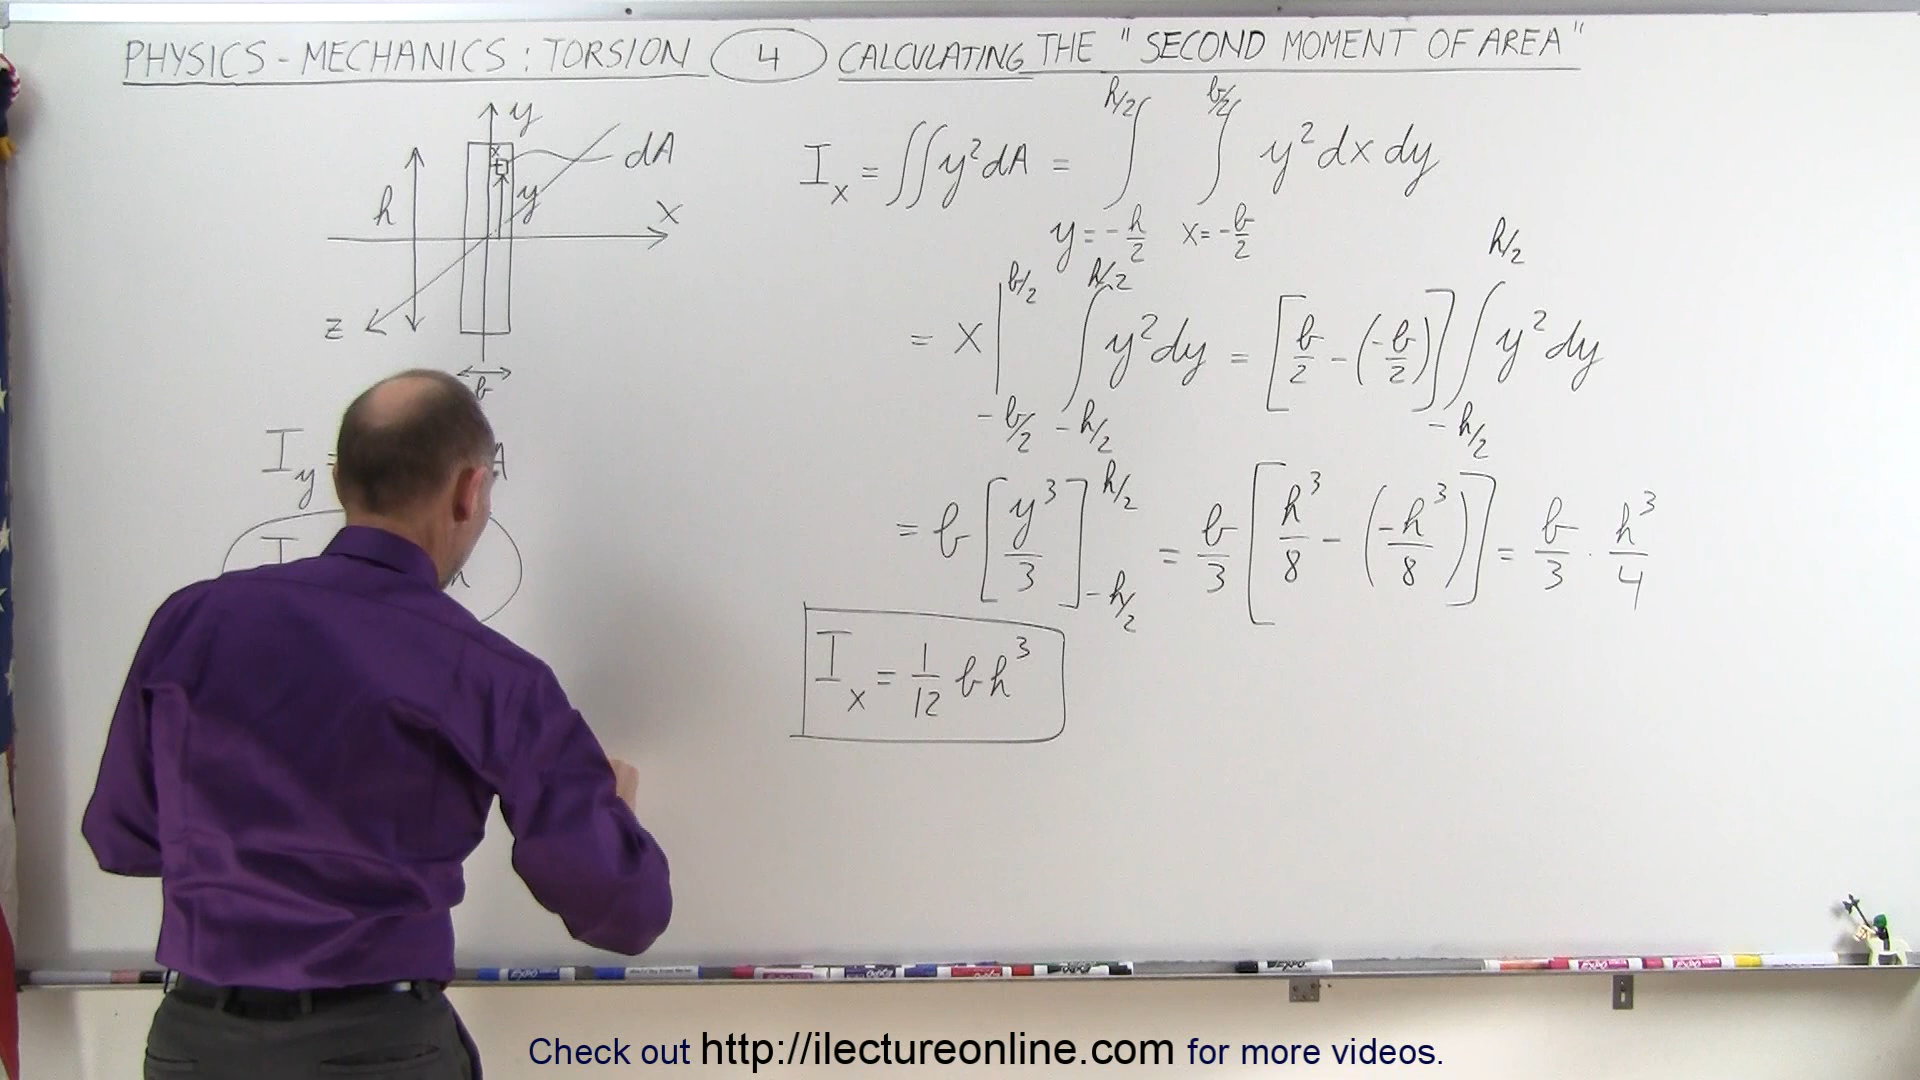 PHYSICS - MECHANICS : TORSION 4 CALCULATING THE "SECOND MOMENT OF AREA"
y
x
dA
h
y
x
z
b
I_y =
I
h
I_x = ∬ y² dA = ∫_{y=-h/2}^{h/2} ∫_{x=-b/2}^{b/2} y² dx dy
= x |_{-b/2}^{b/2} ∫_{-h/2}^{h/2} y² dy = [b/2 - (-b/2)] ∫_{-h/2}^{h/2} y² dy
= b [y³/3]_{-h/2}^{h/2} = b/3 [h³/8 - (-h³/8)] = b/3 · h³/4
I_x = 1/12 b h³
Check out http://ilectureonline.com for more videos.